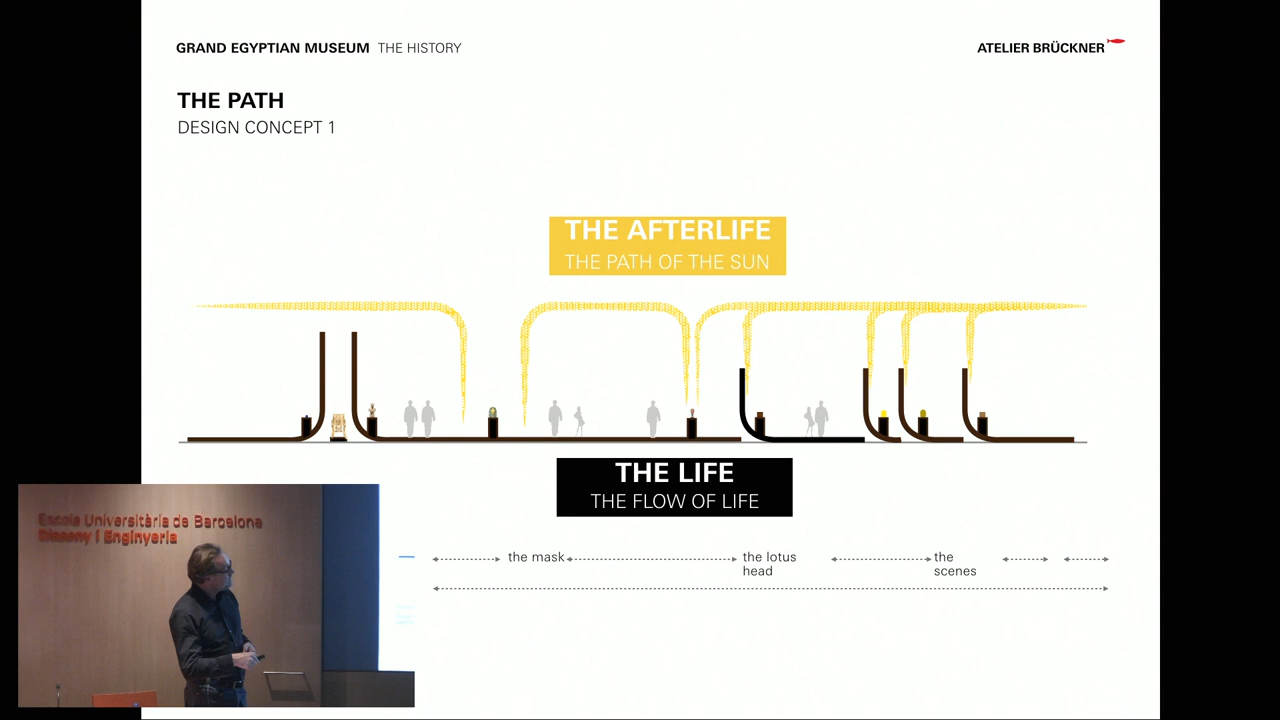 GRAND EGYPTIAN MUSEUM THE HISTORY
ATELIER BRÜCKNER
THE PATH
DESIGN CONCEPT 1
THE AFTERLIFE
THE PATH OF THE SUN
THE LIFE
THE FLOW OF LIFE
the mask
the lotus
head
the
scenes
Escola Universitària de Barcelona
Disseny i Enginyeria